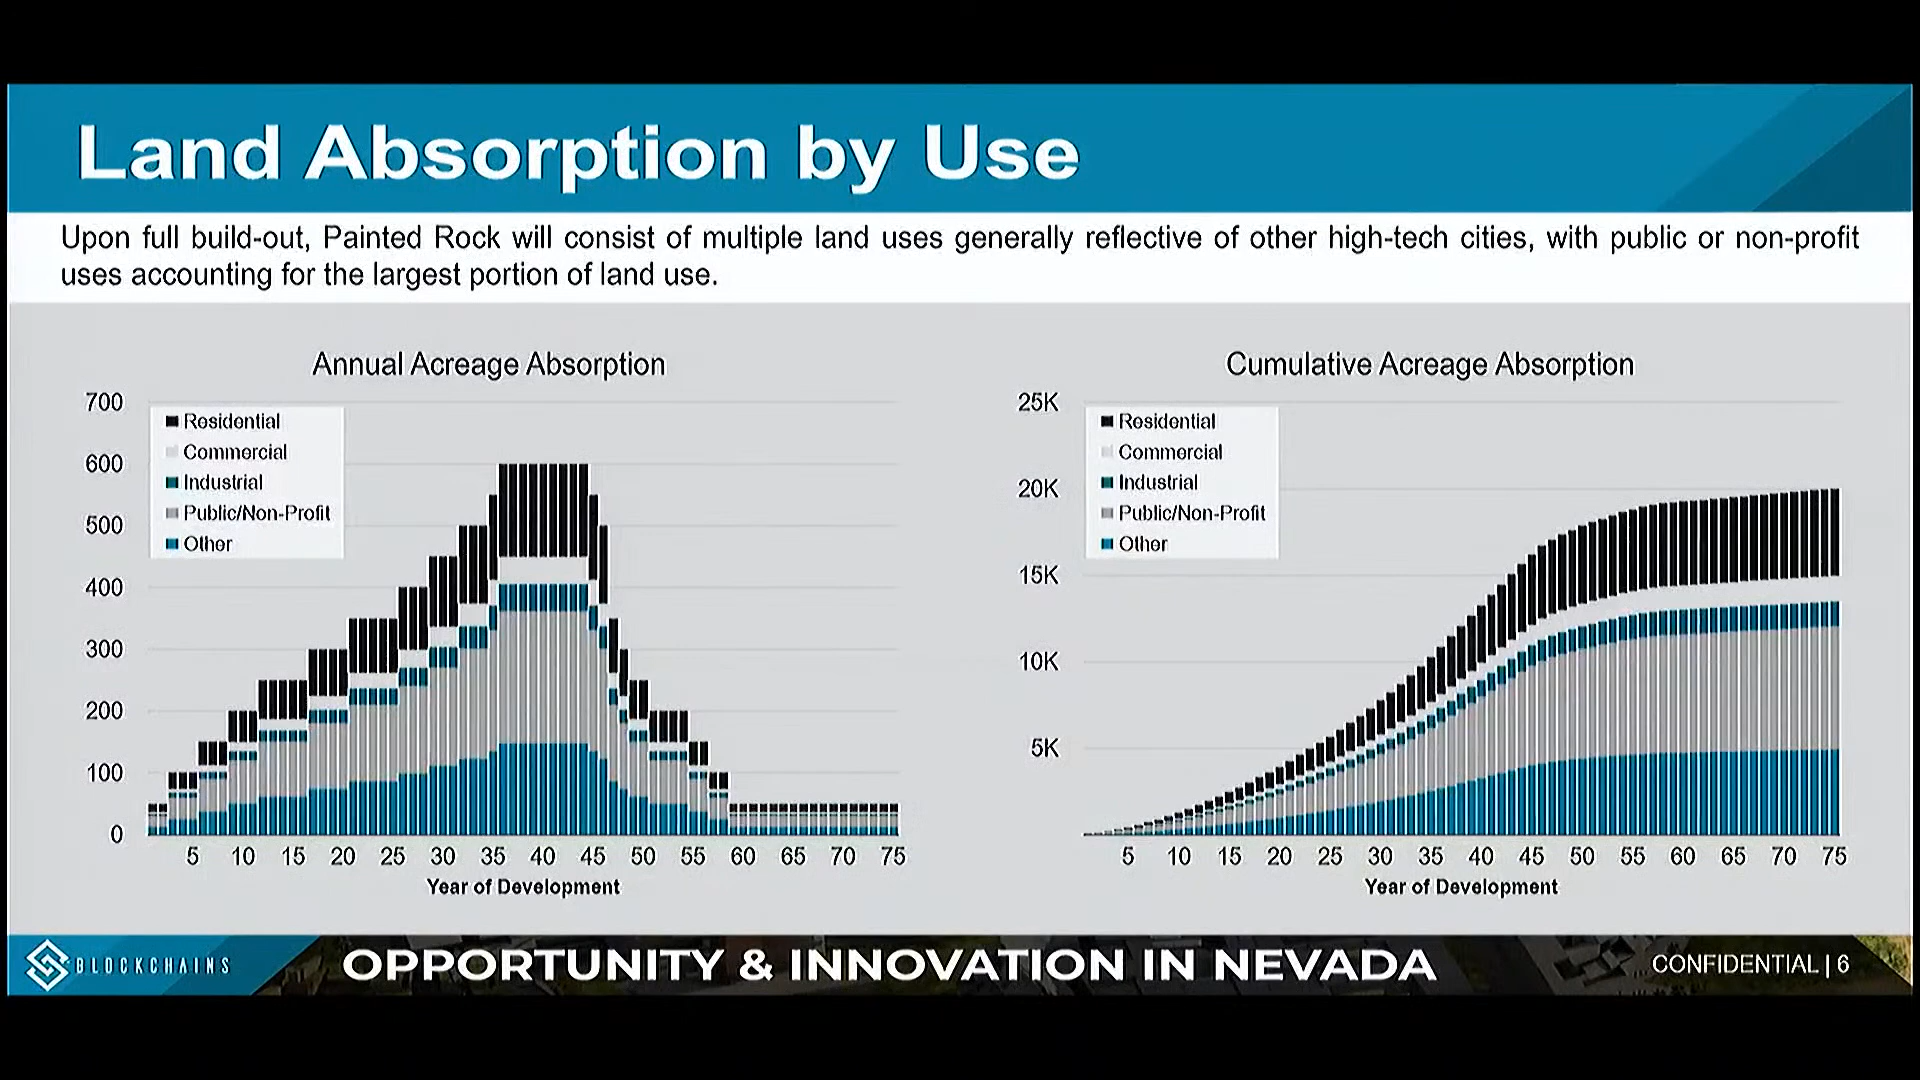 Land Absorption by Use
Upon full build-out, Painted Rock will consist of multiple land uses generally reflective of other high-tech cities, with public or non-profit
uses accounting for the largest portion of land use.
Annual Acreage Absorption
700
600
500
400
300
200
100
0
Residential
Commercial
Industrial
Public/Non-Profit
Other
5 10 15 20 25 30 35 40 45 50 55 60 65 70 75
Year of Development
Cumulative Acreage Absorption
25K
20K
15K
10K
5K
Residential
Commercial
Industrial
Public/Non-Profit
Other
5 10 15 20 25 30 35 40 45 50 55 60 65 70 75
Year of Development
BLOCKCHAINS
OPPORTUNITY & INNOVATION IN NEVADA
CONFIDENTIAL | 6